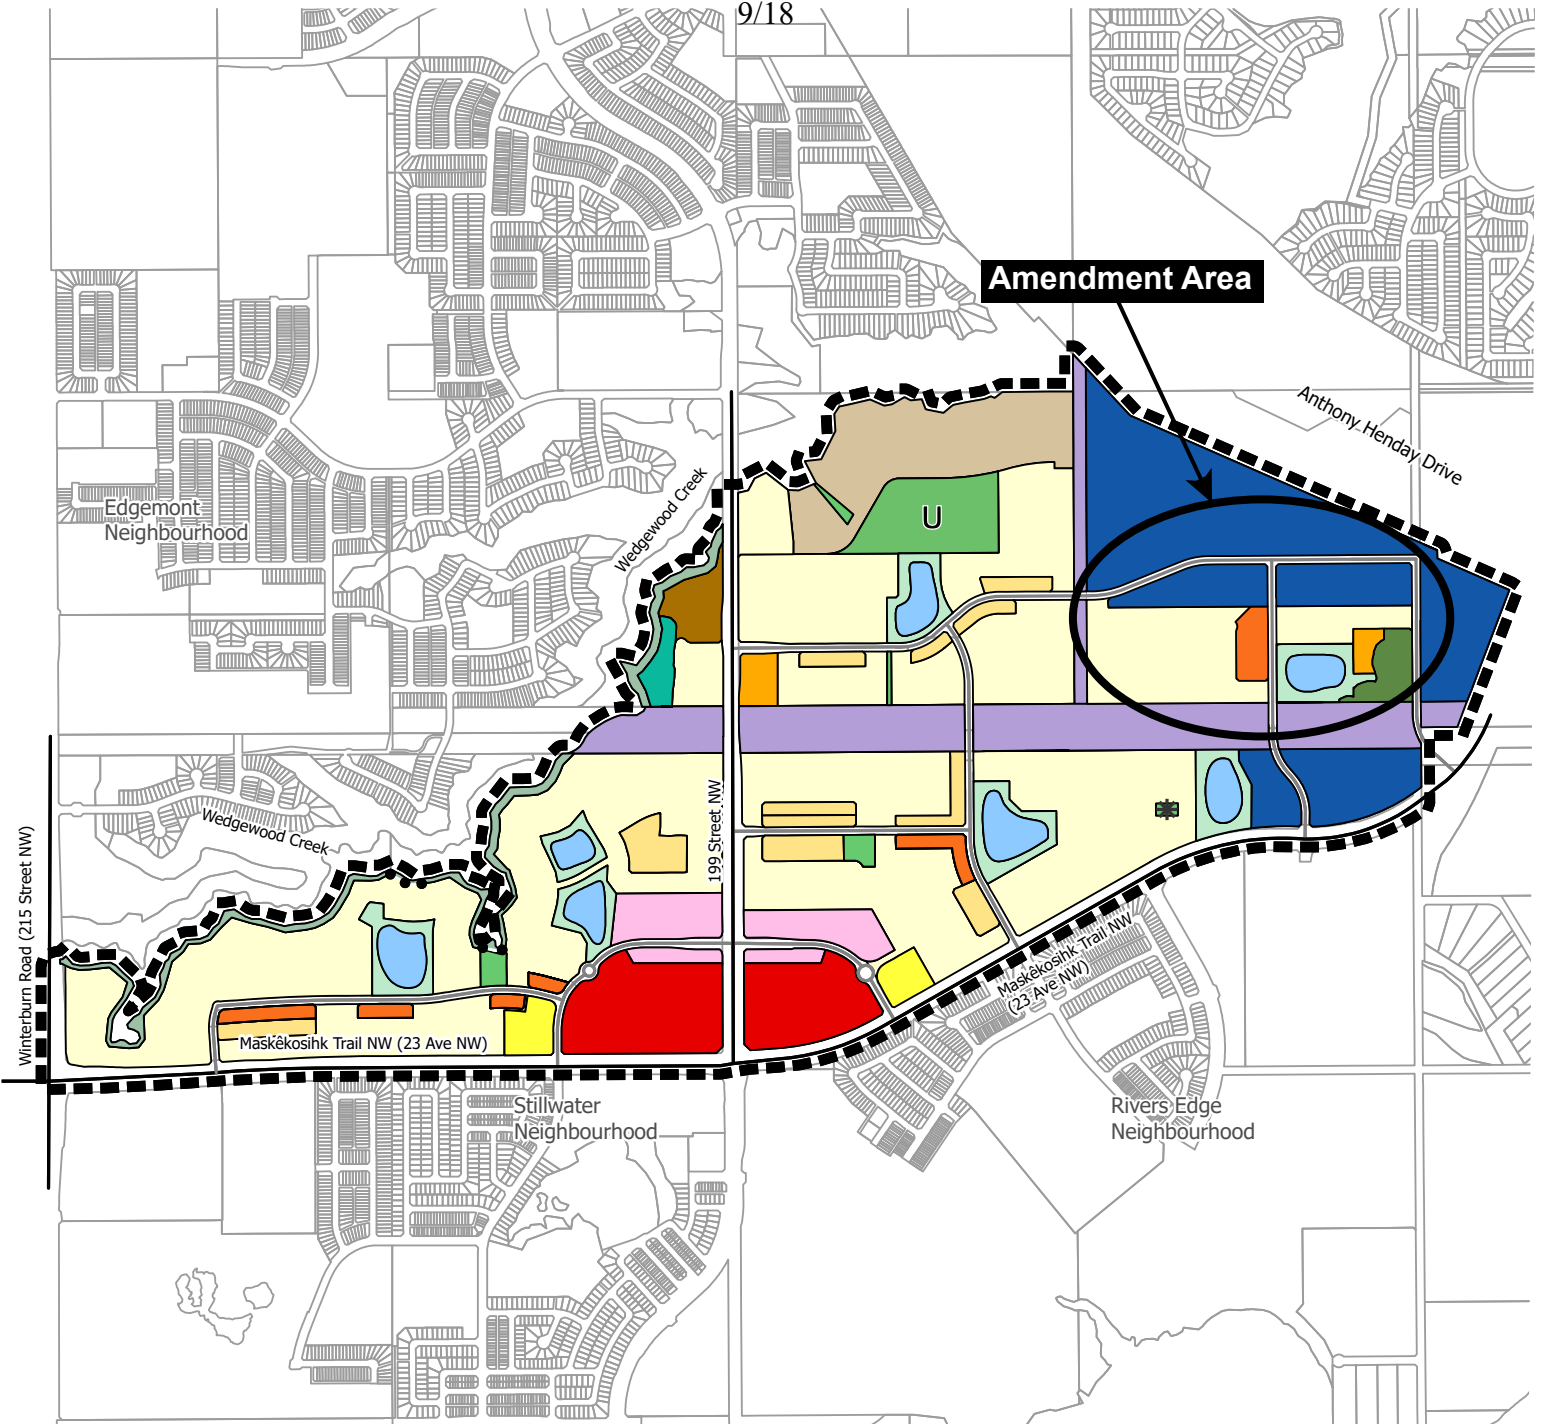 9/18
Amendment Area
Anthony Henday Drive
Edgemont
Neighbourhood
Wedgewood Creek
U
199 Street NW
Wedgewood Creek
Winterburn Road (215 Street NW)
Maskêkosihk Trail NW
(23 Ave NW)
Maskêkosihk Trail NW (23 Ave NW)
Stillwater
Neighbourhood
Rivers Edge
Neighbourhood